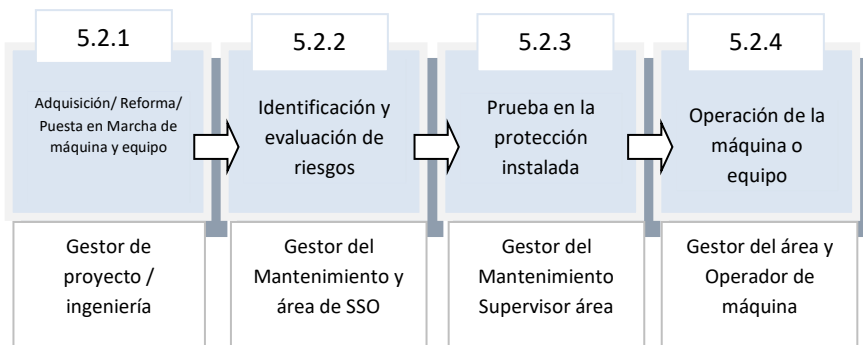 5.2.1
Adquisición/ Reforma/
Puesta en Marcha de
máquina y equipo
Gestor de
proyecto /
ingeniería
5.2.2
Identificación y
evaluación de
riesgos
Gestor del
Mantenimiento y
área de SSO
5.2.3
Prueba en la
protección
instalada
Gestor del
Mantenimiento
Supervisor área
5.2.4
Operación de la
máquina o
equipo
Gestor del área y
Operador de
máquina